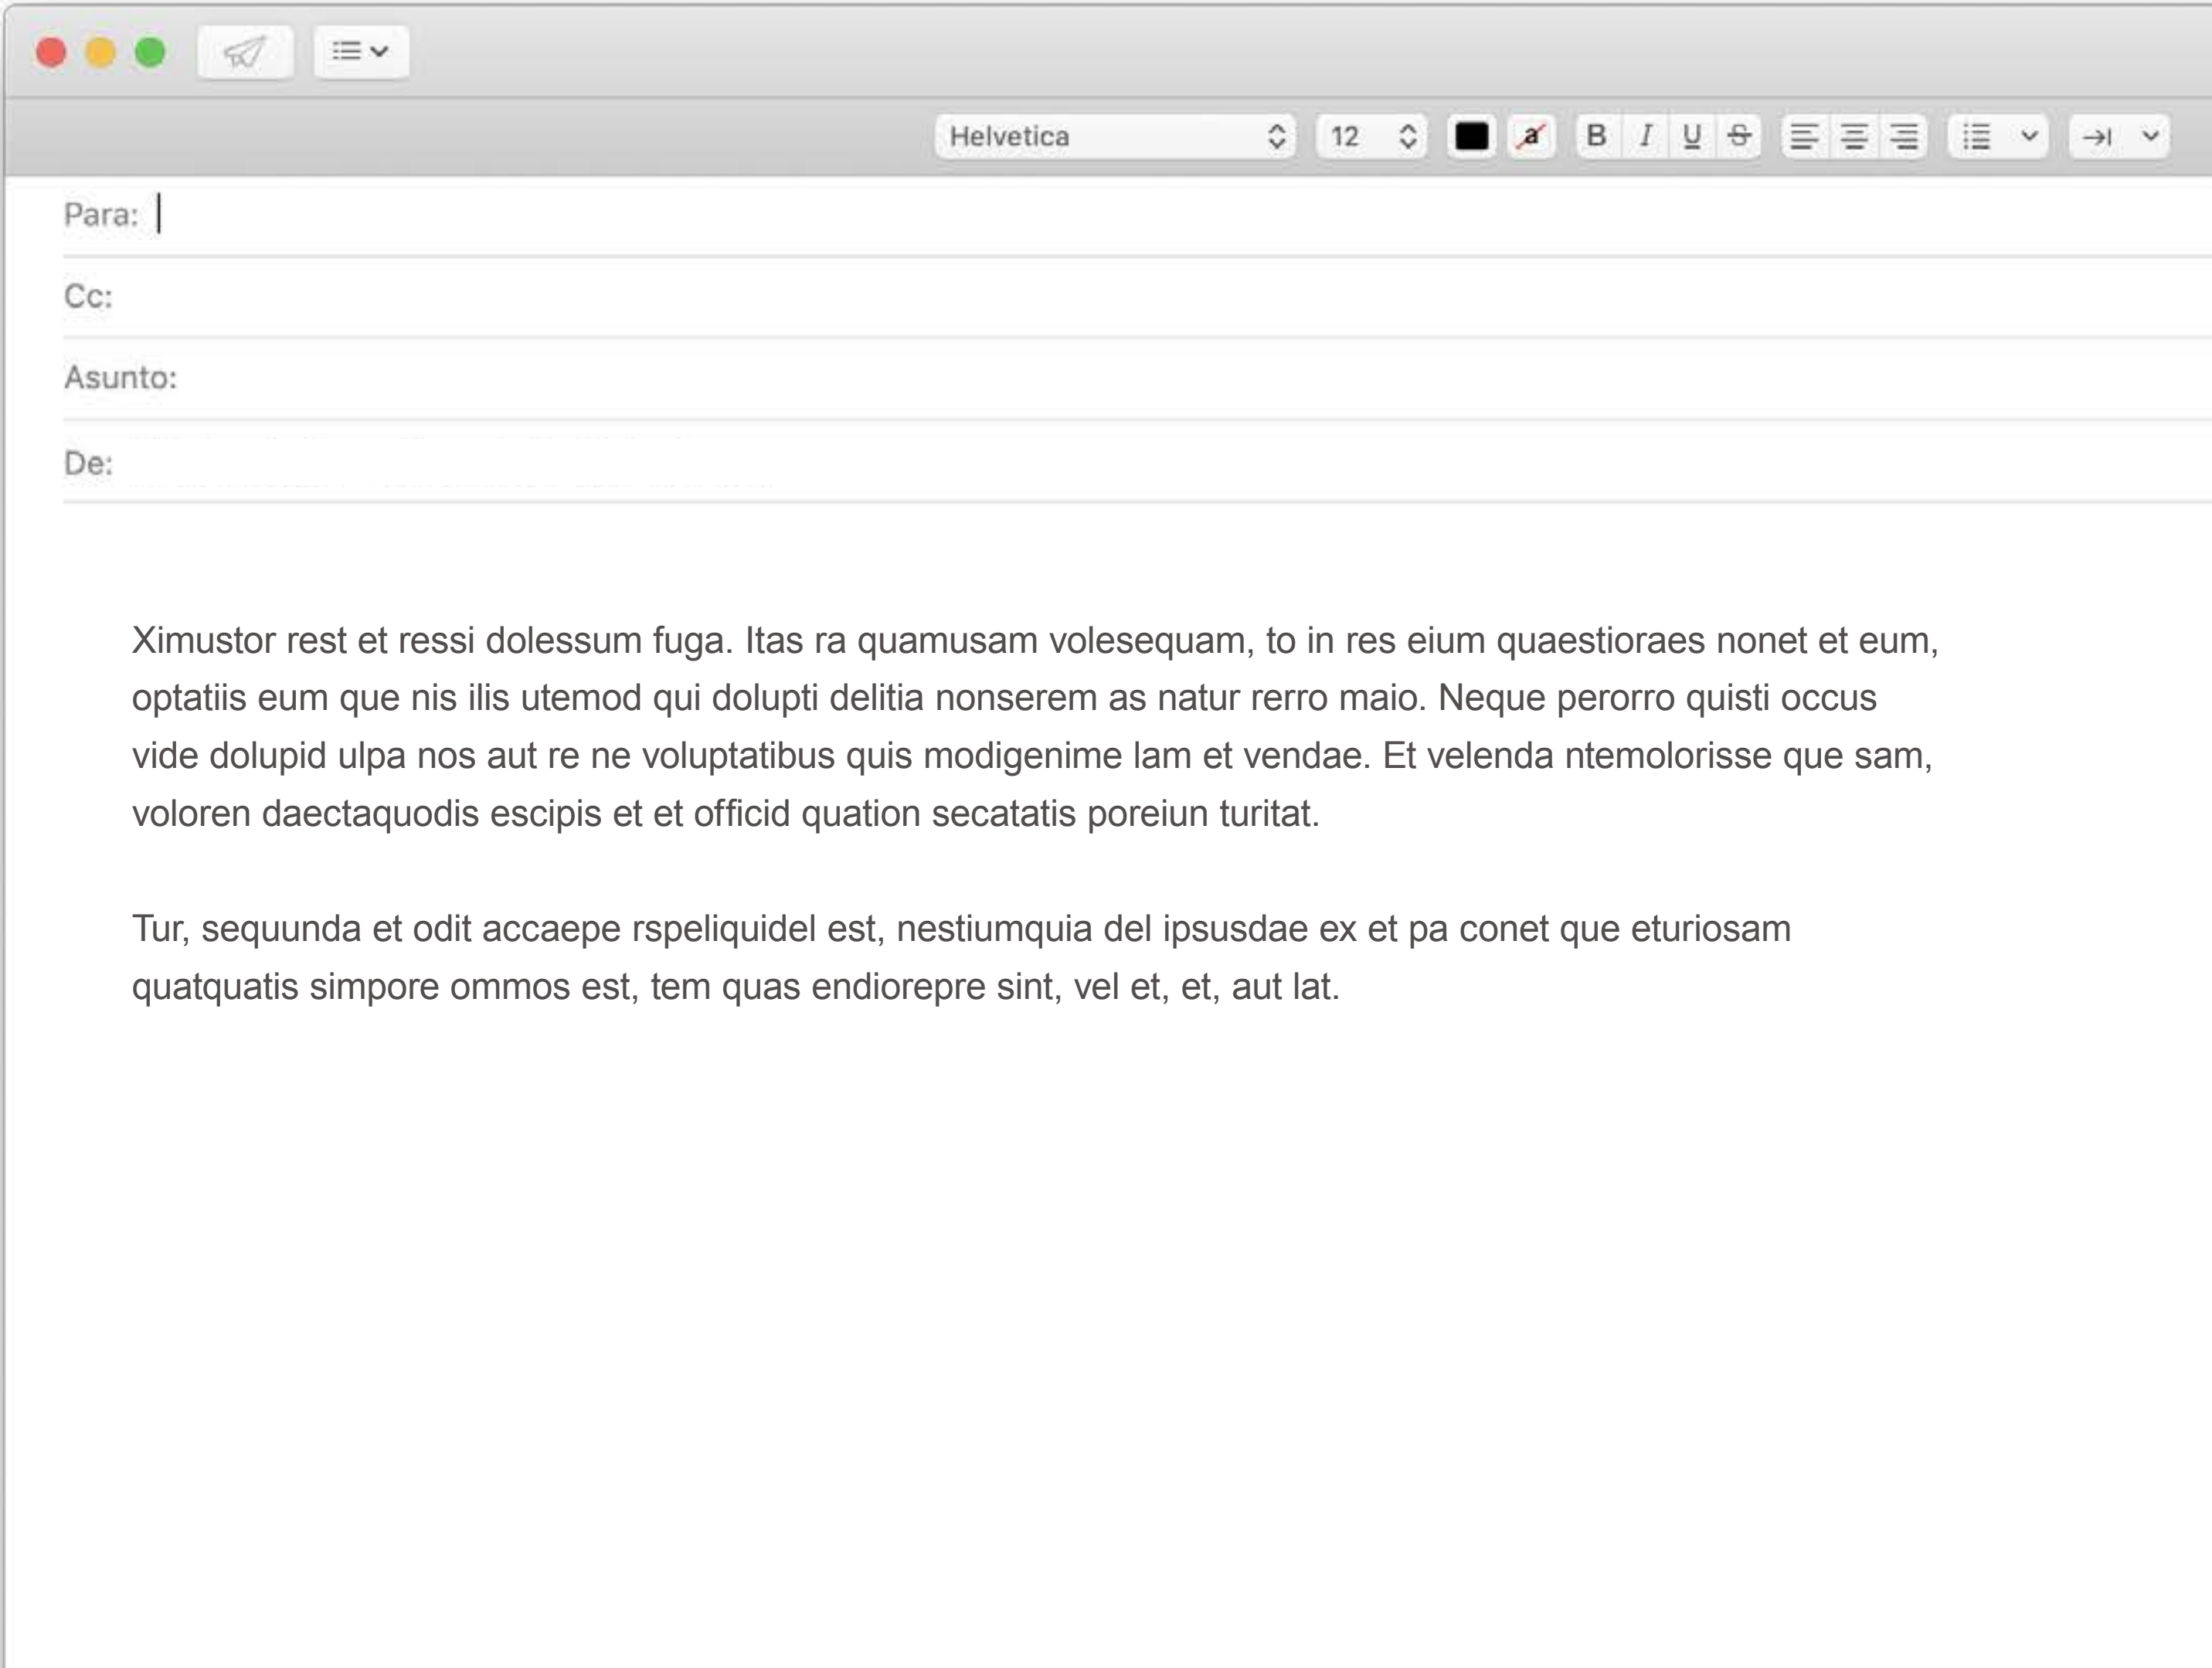 Helvetica 12 a B I U S
Para:
Cc:
Asunto:
De:
Ximustor rest et ressi dolessum fuga. Itas ra quamusam volesequam, to in res eium quaestioraes nonet et eum,
optatiis eum que nis ilis utemod qui dolupti delitia nonserem as natur rerro maio. Neque perorro quisti occus
vide dolupid ulpa nos aut re ne voluptatibus quis modigenime lam et vendae. Et velenda ntemolorisse que sam,
voloren daectaquodis escipis et et officid quation secatatis poreiun turitat.
Tur, sequunda et odit accaepe rspeliquidel est, nestiumquia del ipsusdae ex et pa conet que eturiosam
quatquatis simpore ommos est, tem quas endiorepre sint, vel et, et, aut lat.